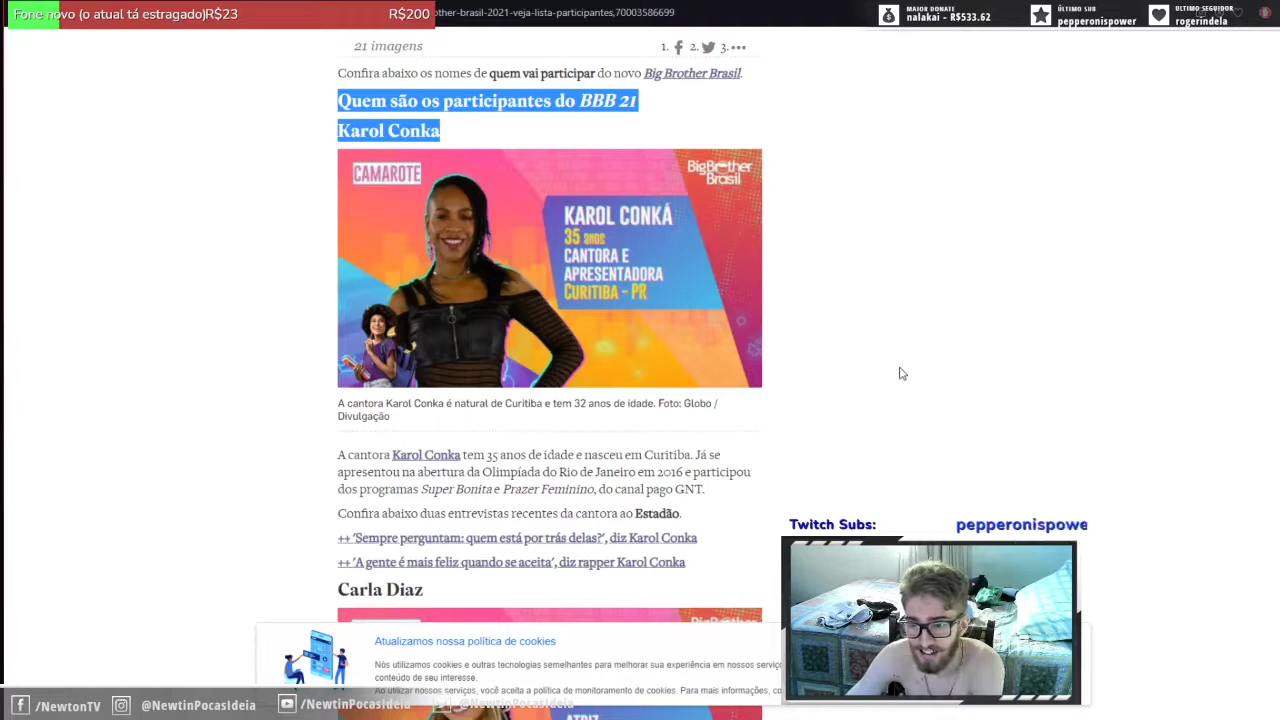 Fone novo (o atual tá estragado)R$23
R$200
other-brasil-2021-veja-lista-participantes,70003586699
MAIOR DONATE
nalakai - R$533.62
ÚLTIMO SUB
pepperonispower
ULTIMO SEGUIDOR
rogerindela
21 imagens
1. 2. 3.
Confira abaixo os nomes de quem vai participar do novo Big Brother Brasil.
Quem são os participantes do BBB 21
Karol Conka
CAMAROTE
BigBrother
Brasil
KAROL CONKÁ
35 anos
CANTORA E
APRESENTADORA
CURITIBA - PR
A cantora Karol Conka é natural de Curitiba e tem 32 anos de idade. Foto: Globo /
Divulgação
A cantora Karol Conka tem 35 anos de idade e nasceu em Curitiba. Já se
apresentou na abertura da Olimpíada do Rio de Janeiro em 2016 e participou
dos programas Super Bonita e Prazer Feminino, do canal pago GNT.
Confira abaixo duas entrevistas recentes da cantora ao Estadão.
++ 'Sempre perguntam: quem está por trás delas?', diz Karol Conka
++ 'A gente é mais feliz quando se aceita', diz rapper Karol Conka
Carla Diaz
BigBrother
Twitch Subs:
pepperonispowe
Atualizamos nossa política de cookies
Nós utilizamos cookies e outras tecnologias semelhantes para melhorar sua experiência em nossos serviço
conteúdo de seu interesse.
Ao utilizar nossos serviços, você aceita a política de monitoramento de cookies. Para mais informações, co
/NewtonTV
@NewtinPocasIdeia
/NewtinPocasIdeia
@NewtinPocasIdeia
ATRIZ